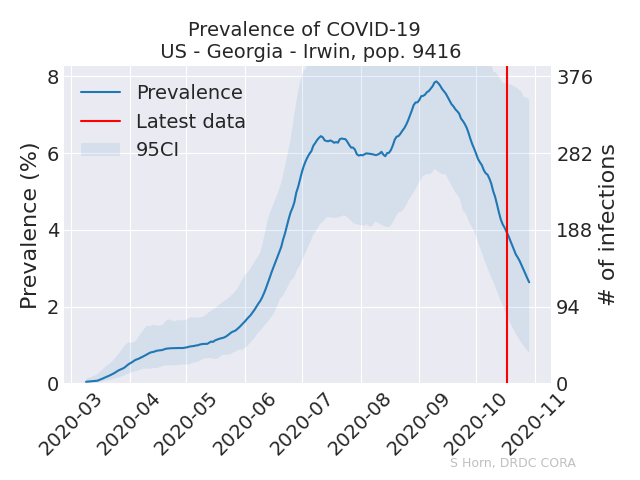 Prevalence of COVID-19
US - Georgia - Irwin, pop. 9416
Prevalence
Latest data
95CI
Prevalence (%)
8
6
4
2
0
376
282
188
94
0
# of infections
2020-03
2020-04
2020-05
2020-06
2020-07
2020-08
2020-09
2020-10
2020-11
S Horn, DRDC CORA